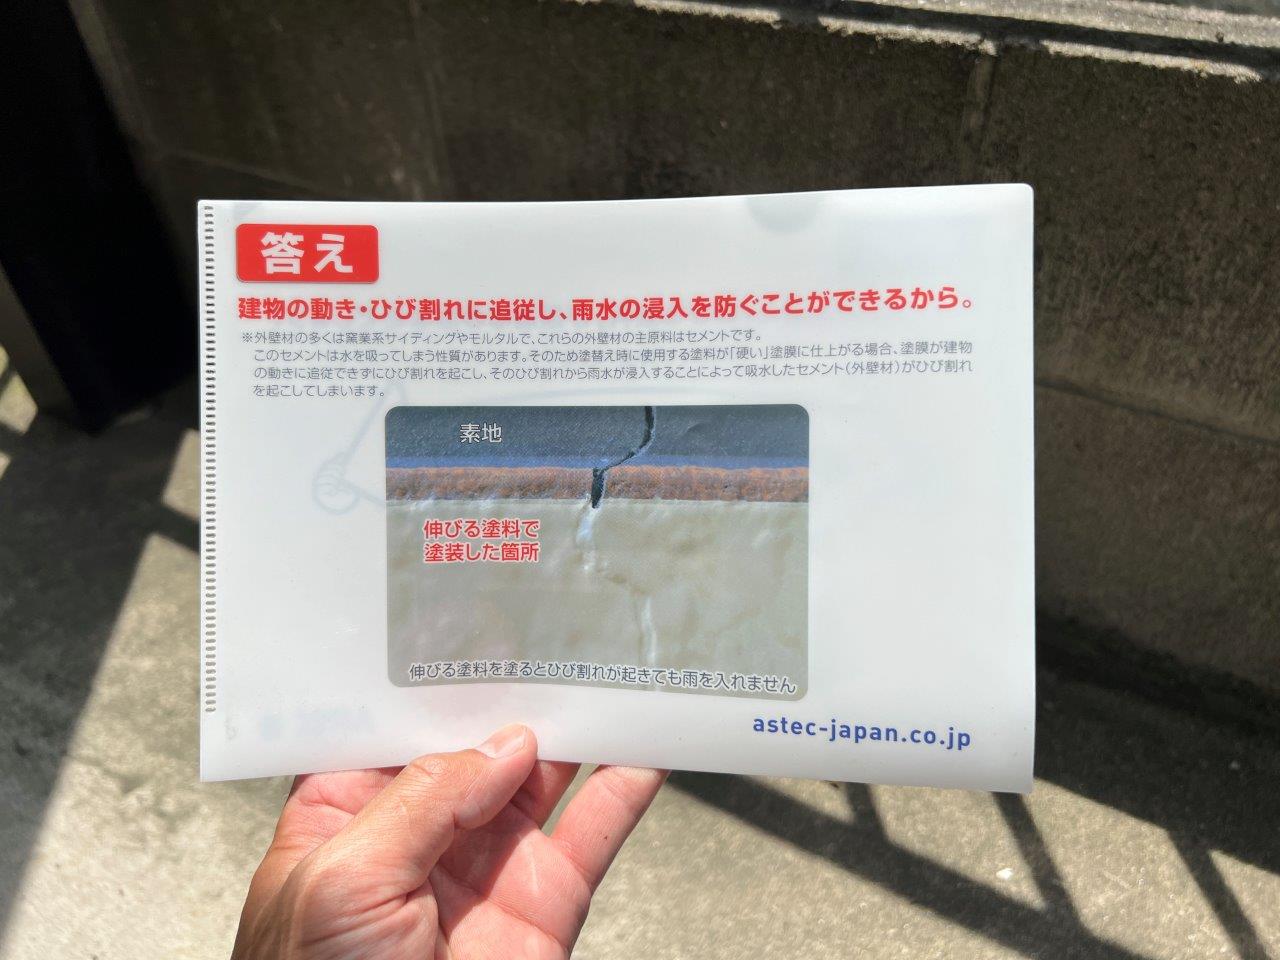 答え
建物の動き・ひび割れに追従し、雨水の浸入を防ぐことができるから。
※外壁材の多くは窯業系サイディングやモルタルで、これらの外壁材の主原料はセメントです。
このセメントは水を吸ってしまう性質があります。そのため塗替え時に使用する塗料が「硬い」塗膜に仕上がる場合、塗膜が建物
の動きに追従できずにひび割れを起こし、そのひび割れから雨水が浸入することによって吸水したセメント(外壁材)がひび割れ
を起こしてしまいます。
素地
伸びる塗料で
塗装した箇所
伸びる塗料を塗るとひび割れが起きても雨を入れません
astec-japan.co.jp